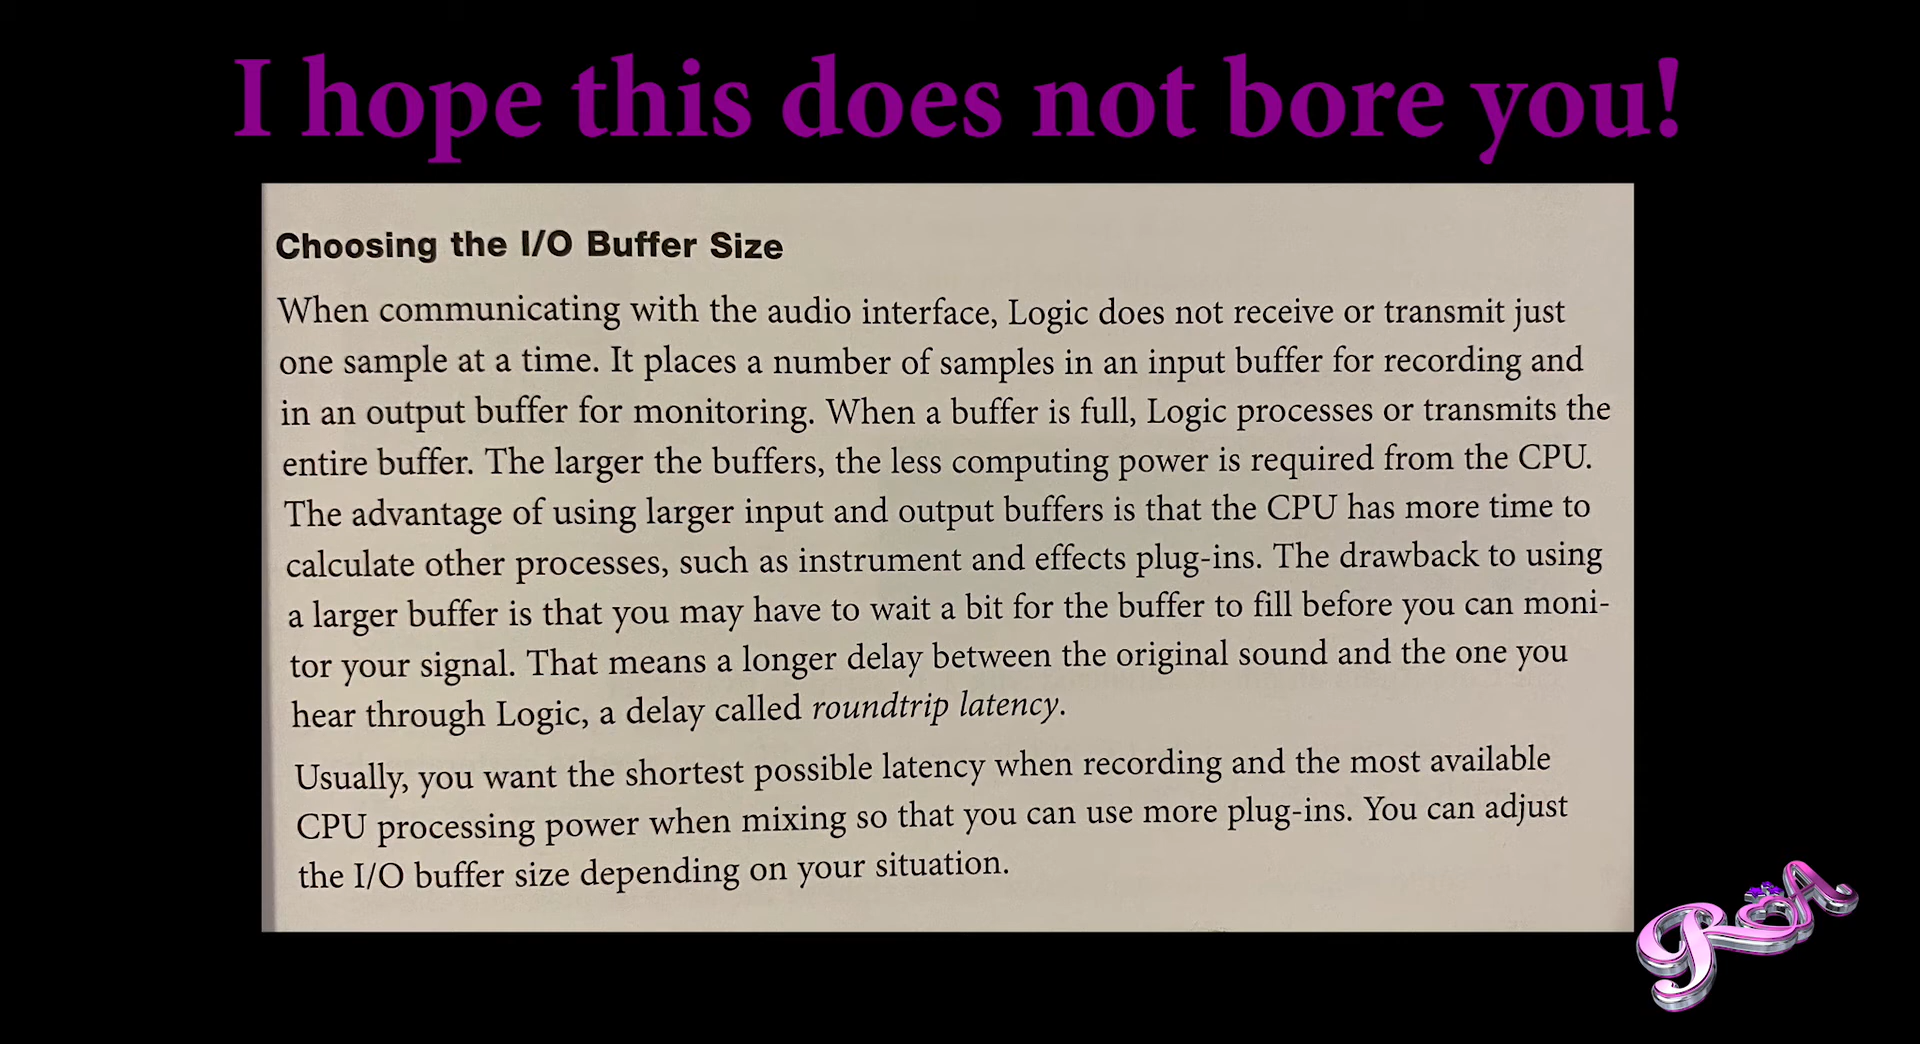 I hope this does not bore you!
Choosing the I/O Buffer Size
When communicating with the audio interface, Logic does not receive or transmit just
one sample at a time. It places a number of samples in an input buffer for recording and
in an output buffer for monitoring. When a buffer is full, Logic processes or transmits the
entire buffer. The larger the buffers, the less computing power is required from the CPU.
The advantage of using larger input and output buffers is that the CPU has more time to
calculate other processes, such as instrument and effects plug-ins. The drawback to using
a larger buffer is that you may have to wait a bit for the buffer to fill before you can moni-
tor your signal. That means a longer delay between the original sound and the one you
hear through Logic, a delay called roundtrip latency.
Usually, you want the shortest possible latency when recording and the most available
CPU processing power when mixing so that you can use more plug-ins. You can adjust
the I/O buffer size depending on your situation.